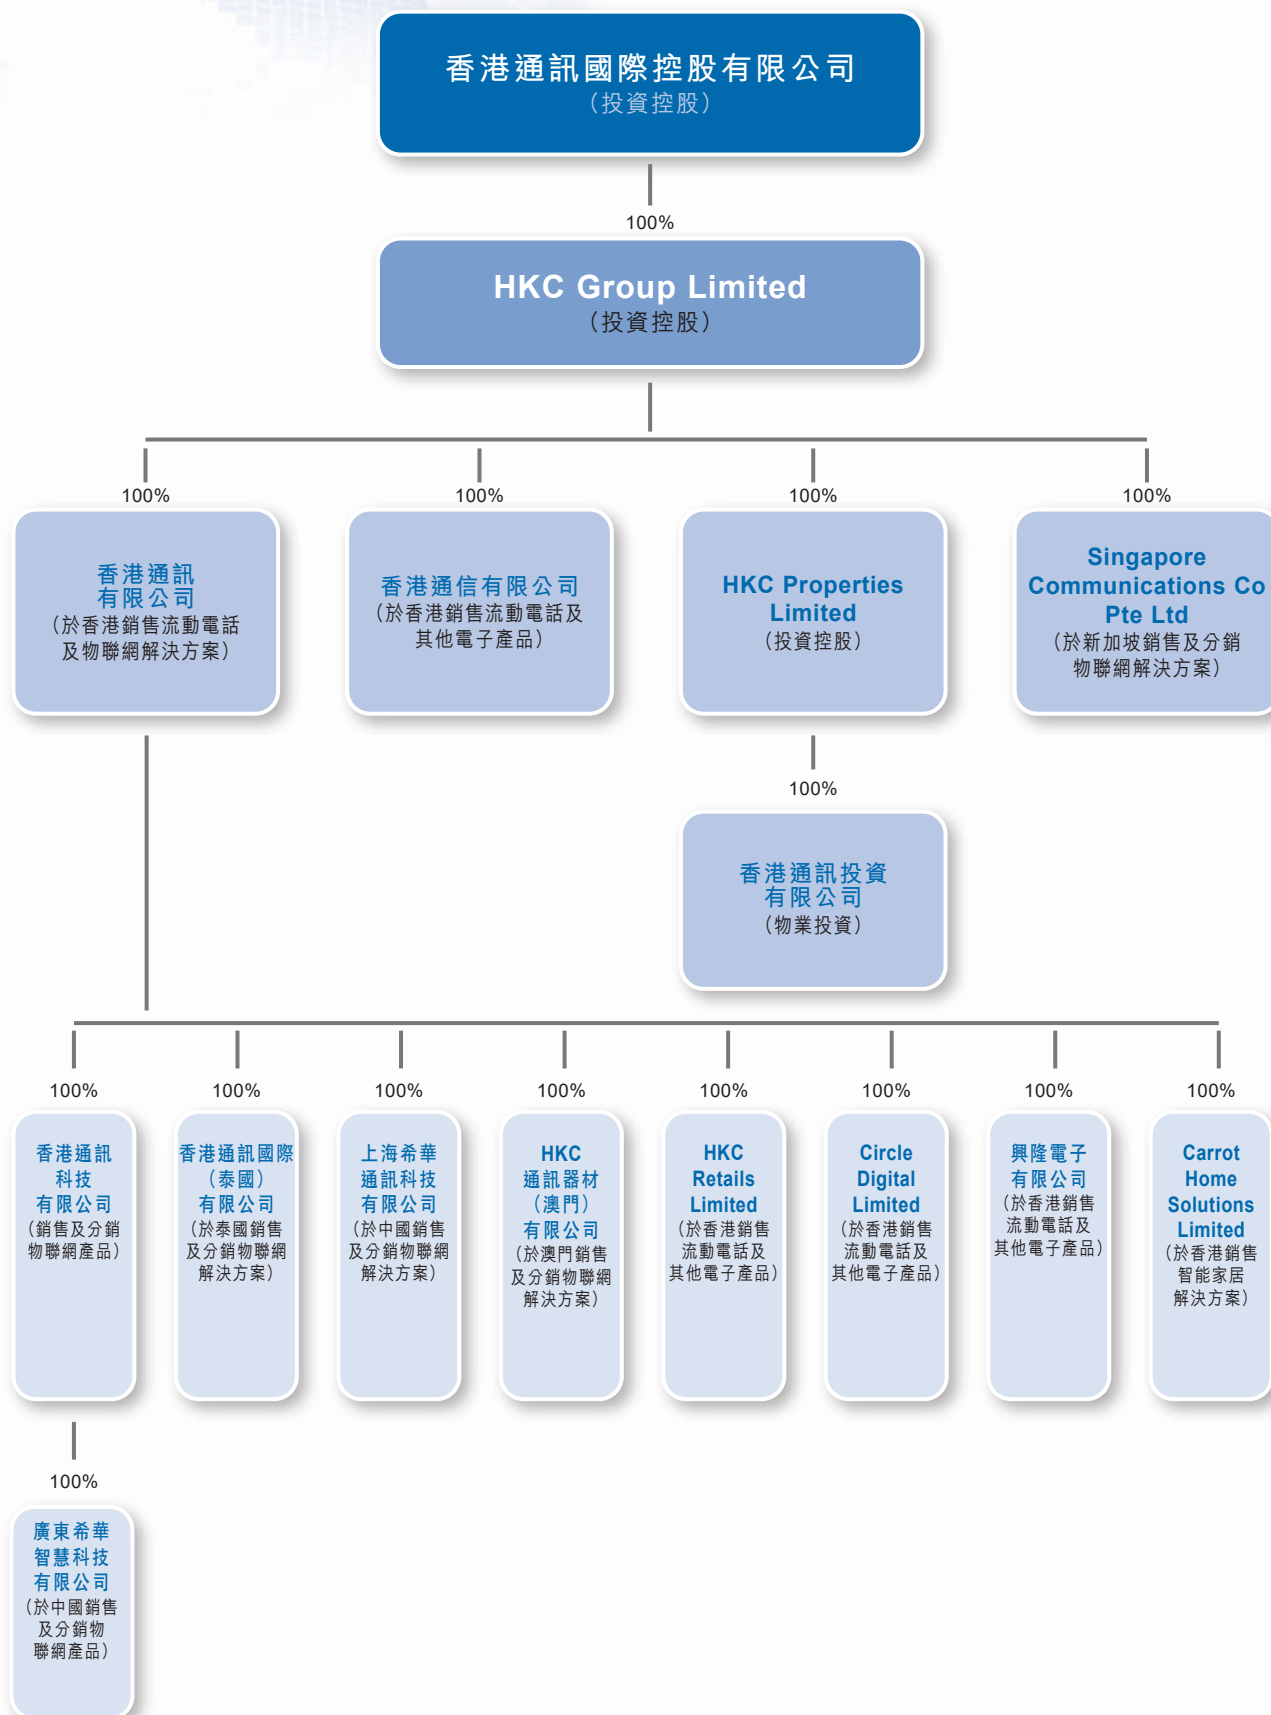 香港通訊國際控股有限公司
（投資控股）
100%
HKC Group Limited
（投資控股）
100%
100%
100%
100%
香港通訊
有限公司
（於香港銷售流動電話
及物聯網解決方案）
香港通信有限公司
（於香港銷售流動電話及
其他電子產品）
HKC Properties
Limited
（投資控股）
Singapore
Communications Co
Pte Ltd
（於新加坡銷售及分銷
物聯網解決方案）
100%
香港通訊投資
有限公司
（物業投資）
100%
100%
100%
100%
100%
100%
100%
100%
香港通訊
科技
有限公司
（銷售及分銷
物聯網產品）
香港通訊國際
（泰國）
有限公司
（於泰國銷售
及分銷物聯網
解決方案）
上海希華
通訊科技
有限公司
（於中國銷售
及分銷物聯網
解決方案）
HKC
通訊器材
（澳門）
有限公司
（於澳門銷售
及分銷物聯網
解決方案）
HKC
Retails
Limited
（於香港銷售
流動電話及
其他電子產品）
Circle
Digital
Limited
（於香港銷售
流動電話及
其他電子產品）
興隆電子
有限公司
（於香港銷售
流動電話及
其他電子產品）
Carrot
Home
Solutions
Limited
（於香港銷售
智能家居
解決方案）
100%
廣東希華
智慧科技
有限公司
（於中國銷售
及分銷物
聯網產品）